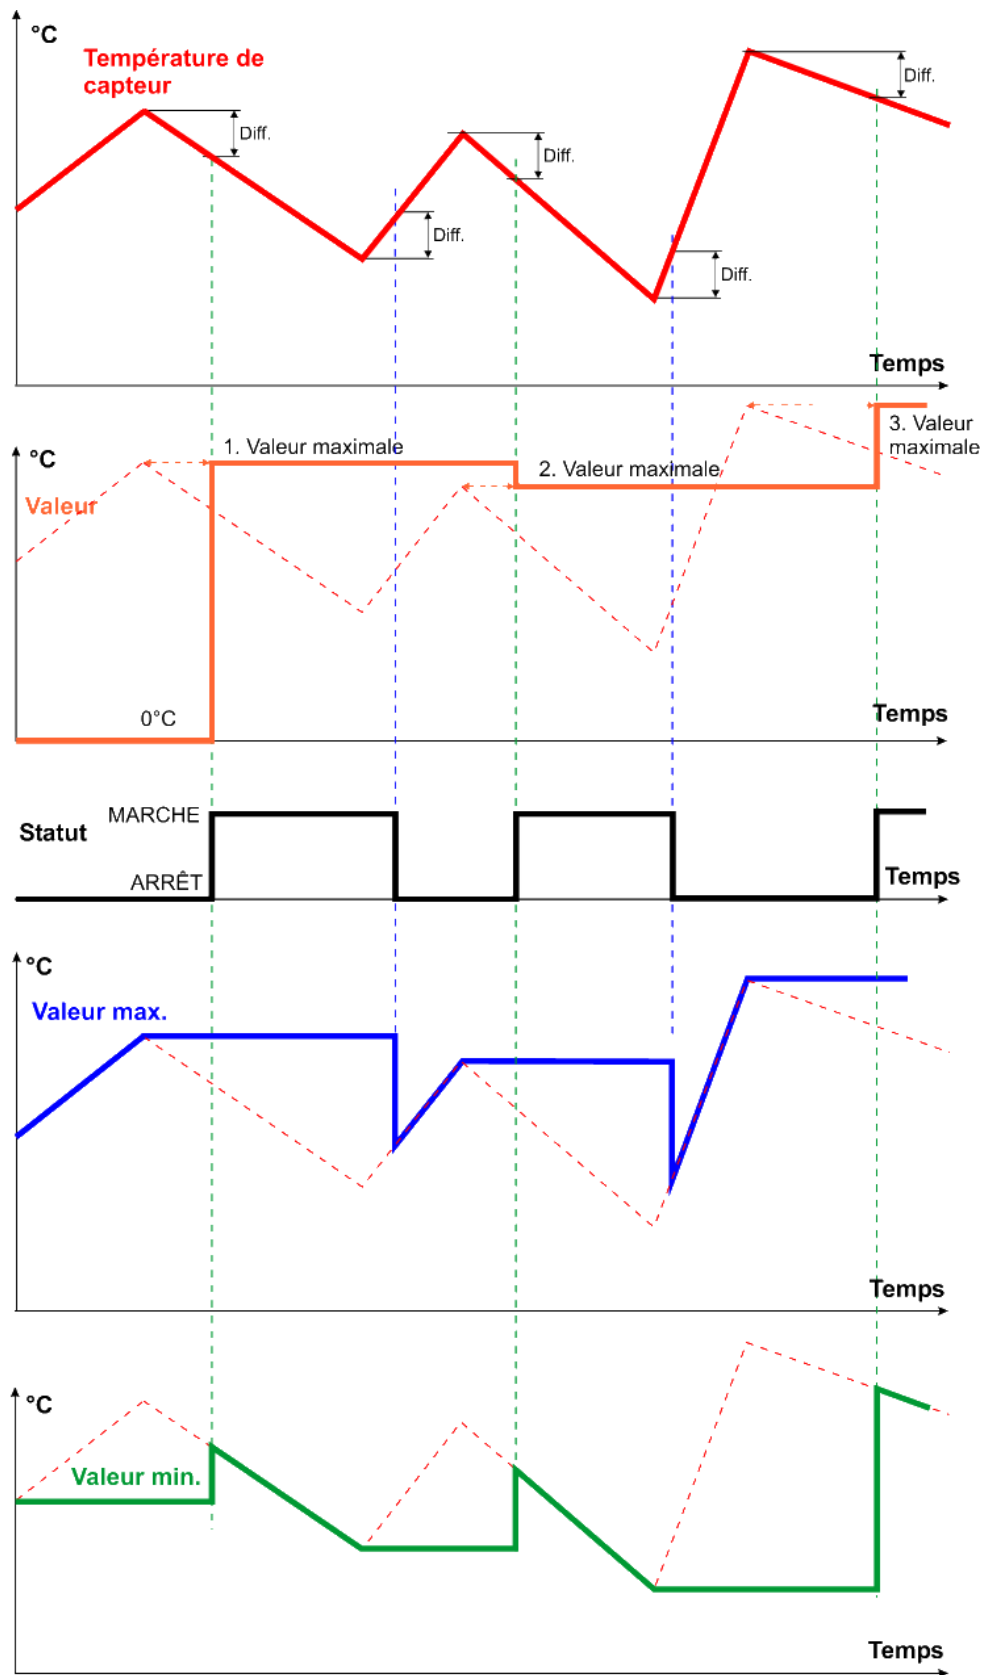 °C
Température de
capteur
Diff.
Diff.
Diff.
Diff.
Diff.
Temps
°C
Valeur
1. Valeur maximale
2. Valeur maximale
3. Valeur
maximale
0°C
Temps
Statut
MARCHE
ARRÊT
Temps
°C
Valeur max.
Temps
°C
Valeur min.
Temps